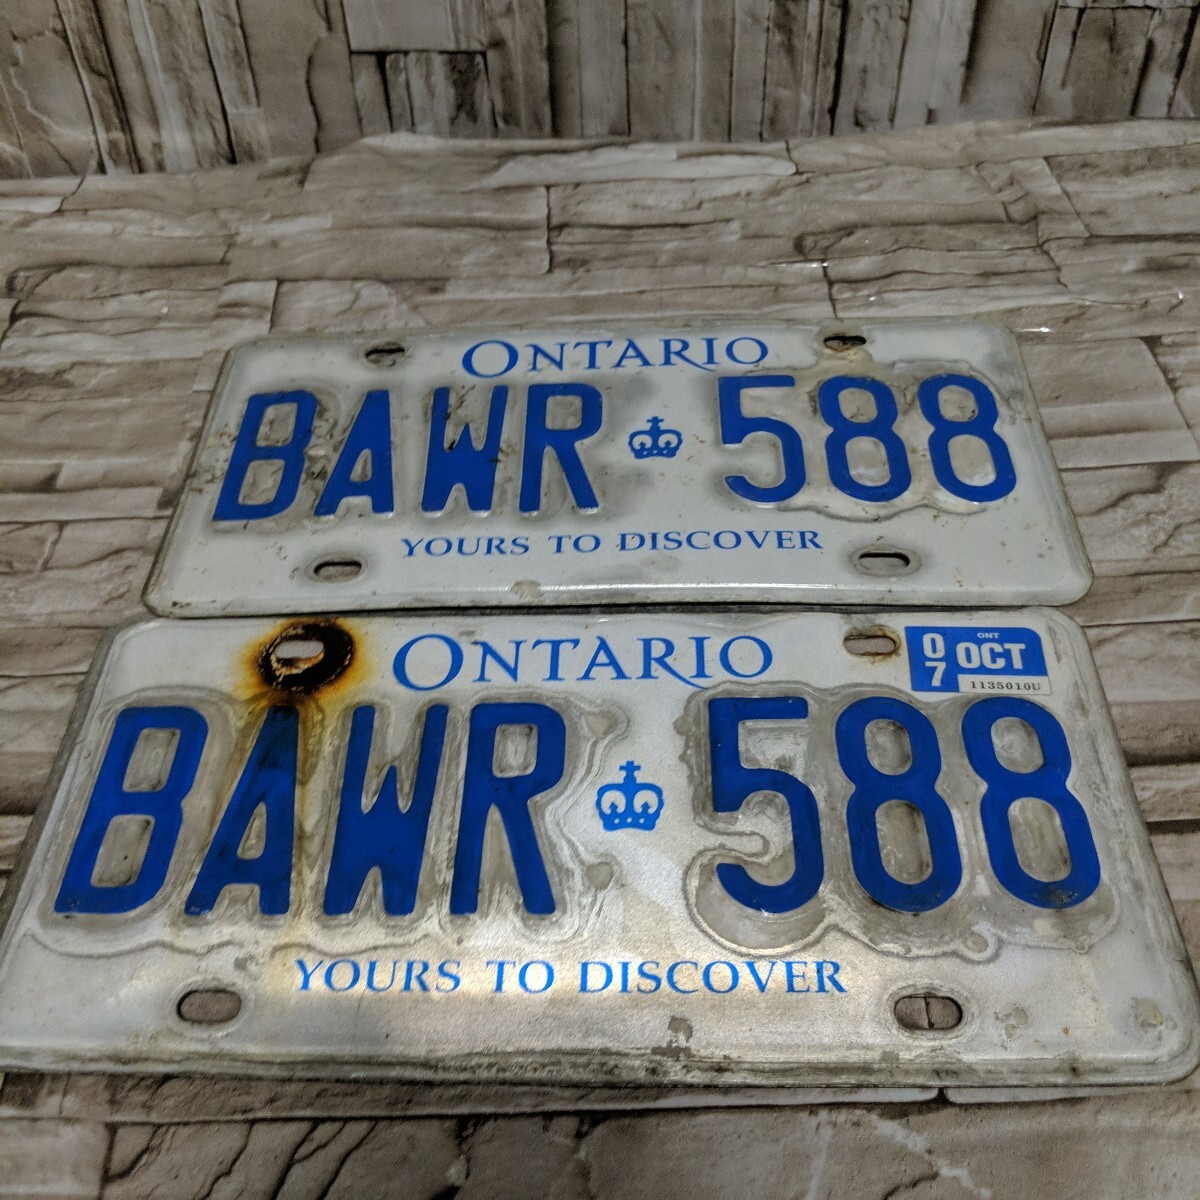 ONTARIO
BAWR 588
YOURS TO DISCOVER
ONTARIO
07 ONT OCT
1135010U
BAWR 588
YOURS TO DISCOVER